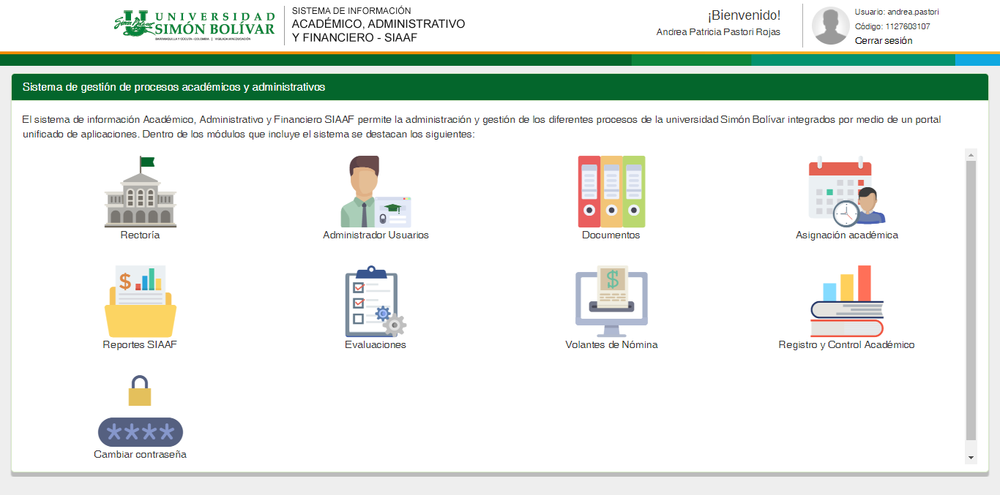 UNIVERSIDAD
SIMÓN BOLÍVAR
BARRANQUILLA Y CÚCUTA - COLOMBIA | VIGILADA MINEDUCACIÓN
SISTEMA DE INFORMACIÓN
ACADÉMICO, ADMINISTRATIVO
Y FINANCIERO - SIAAF
¡Bienvenido!
Andrea Patricia Pastori Rojas
Usuario: andrea.pastori
Código: 1127603107
Cerrar sesión
Sistema de gestión de procesos académicos y administrativos
El sistema de información Académico, Administrativo y Financiero SIAAF permite la administración y gestión de los diferentes procesos de la universidad Simón Bolívar integrados por medio de un portal
unificado de aplicaciones. Dentro de los módulos que incluye el sistema se destacan los siguientes:
Rectoría
Administrador Usuarios
Documentos
Asignación académica
$
$
Reportes SIAAF
Evaluaciones
Volantes de Nómina
Registro y Control Académico
****
Cambiar contraseña